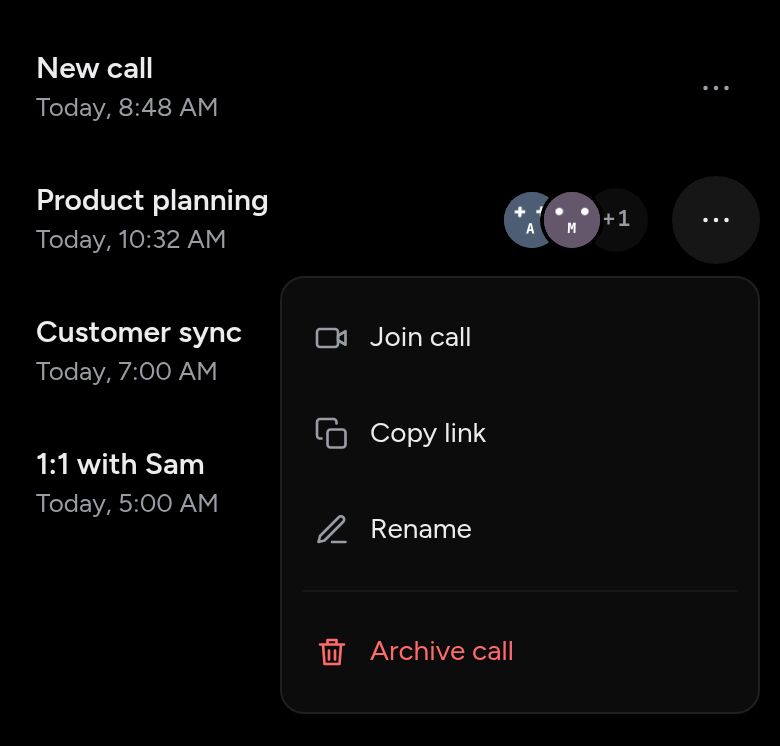 New call
Today, 8:48 AM
Product planning
Today, 10:32 AM
A
M
+1
Customer sync
Today, 7:00 AM
1:1 with Sam
Today, 5:00 AM
Join call
Copy link
Rename
Archive call